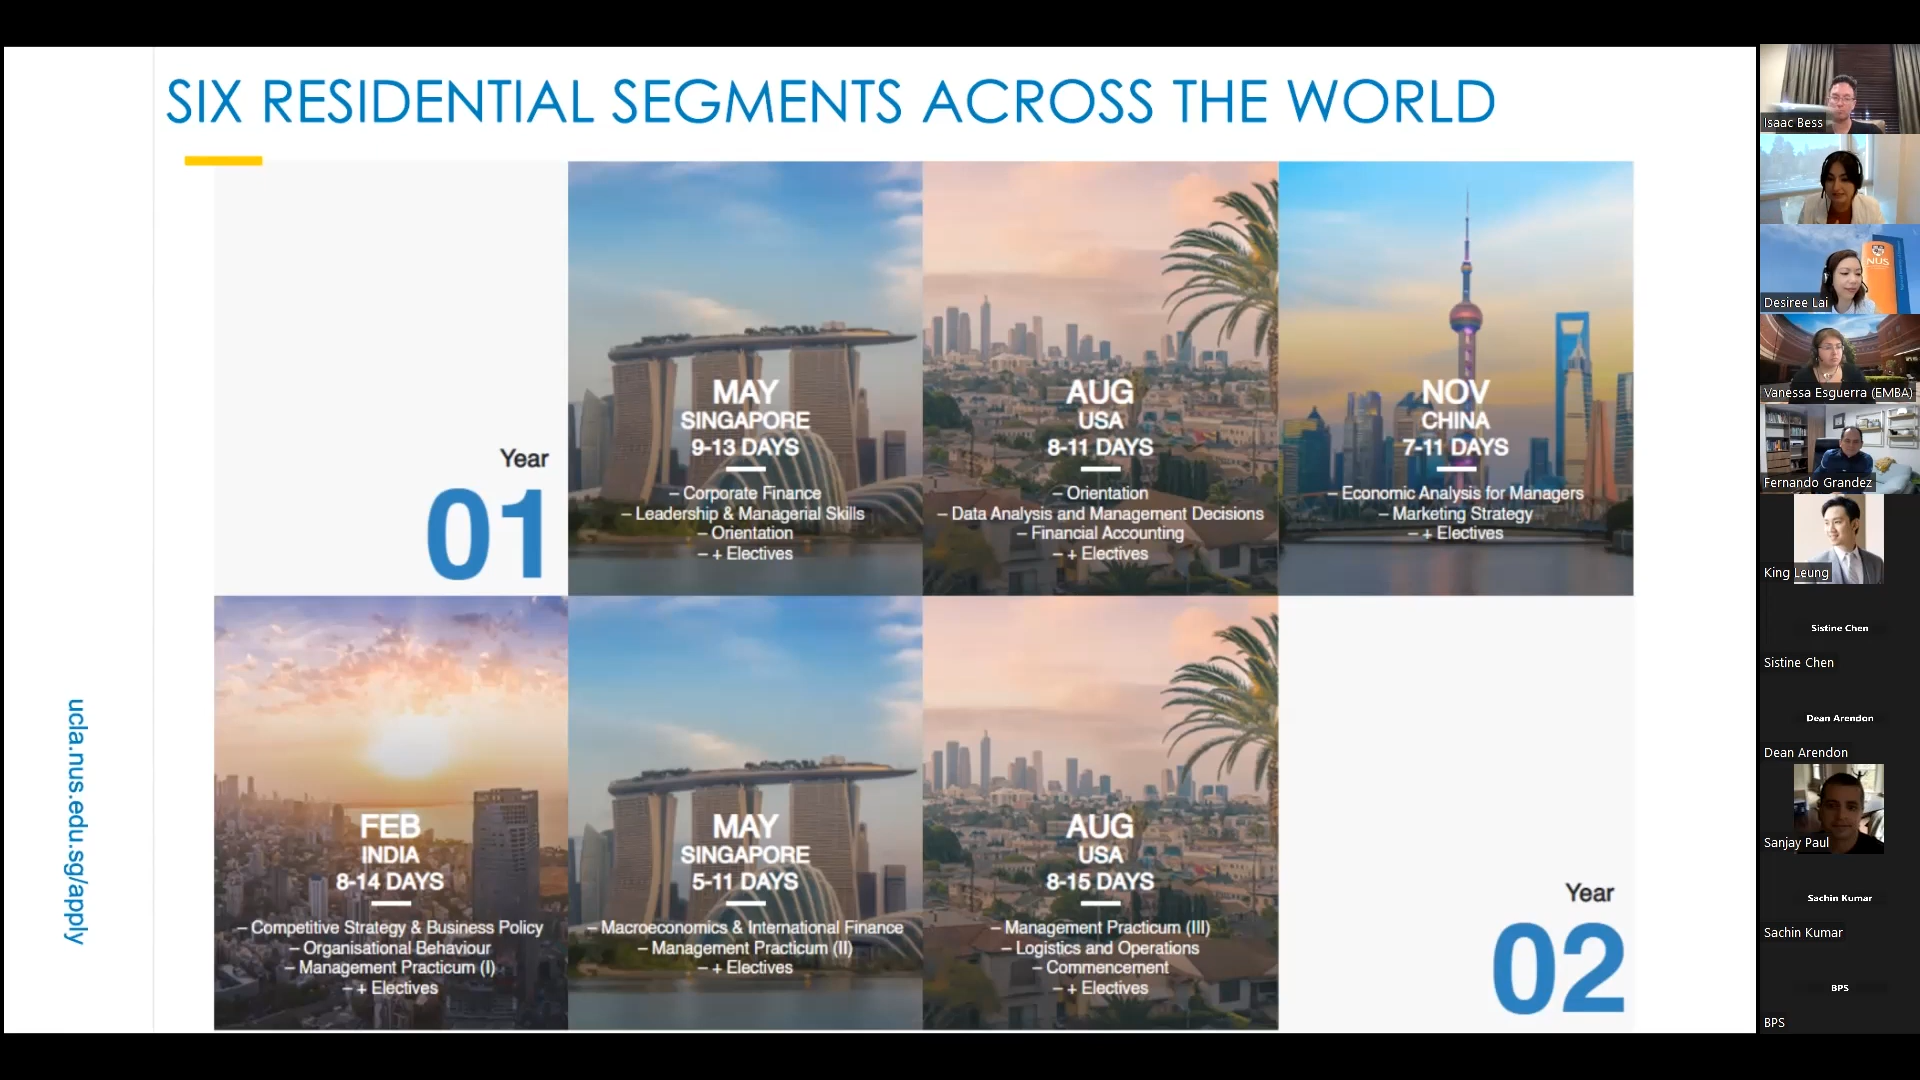 SIX RESIDENTIAL SEGMENTS ACROSS THE WORLD
Year
01
MAY
SINGAPORE
9-13 DAYS
– Corporate Finance
– Leadership & Managerial Skills
– Orientation
– + Electives
AUG
USA
8-11 DAYS
– Orientation
– Data Analysis and Management Decisions
– Financial Accounting
– + Electives
NOV
CHINA
7-11 DAYS
– Economic Analysis for Managers
– Marketing Strategy
– + Electives
FEB
INDIA
8-14 DAYS
– Competitive Strategy & Business Policy
– Organisational Behaviour
– Management Practicum (I)
– + Electives
MAY
SINGAPORE
5-11 DAYS
– Macroeconomics & International Finance
– Management Practicum (II)
– + Electives
AUG
USA
8-15 DAYS
– Management Practicum (III)
– Logistics and Operations
– Commencement
– + Electives
Year
02
ucla.nus.edu.sg/apply
Isaac Bess
NUS
Desiree Lai
Vanessa Esguerra (EMBA)
Fernando Grandez
King Leung
Sistine Chen
Sistine Chen
Dean Arendon
Dean Arendon
Sanjay Paul
Sachin Kumar
Sachin Kumar
BPS
BPS